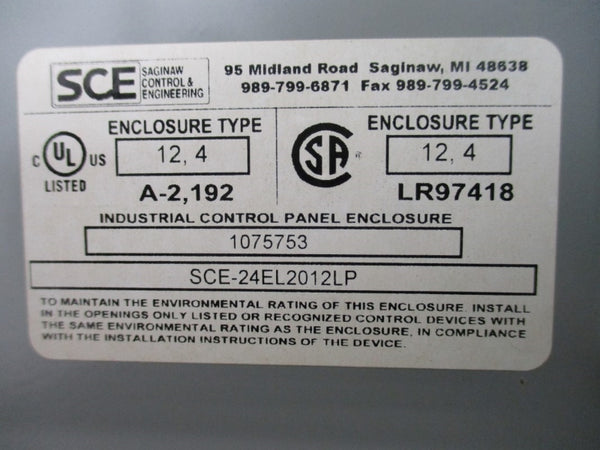 SCE SAGINAW CONTROL & ENGINEERING
95 Midland Road Saginaw, MI 48638
989-799-6871 Fax 989-799-4524
C UL US LISTED
ENCLOSURE TYPE
12, 4
A-2,192
CSA
ENCLOSURE TYPE
12, 4
LR97418
INDUSTRIAL CONTROL PANEL ENCLOSURE
1075753
SCE-24EL2012LP
TO MAINTAIN THE ENVIRONMENTAL RATING OF THIS ENCLOSURE. INSTALL
IN THE OPENINGS ONLY LISTED OR RECOGNIZED CONTROL DEVICES WITH
THE SAME ENVIRONMENTAL RATING AS THE ENCLOSURE, IN COMPLIANCE
WITH THE INSTALLATION INSTRUCTIONS OF THE DEVICE.